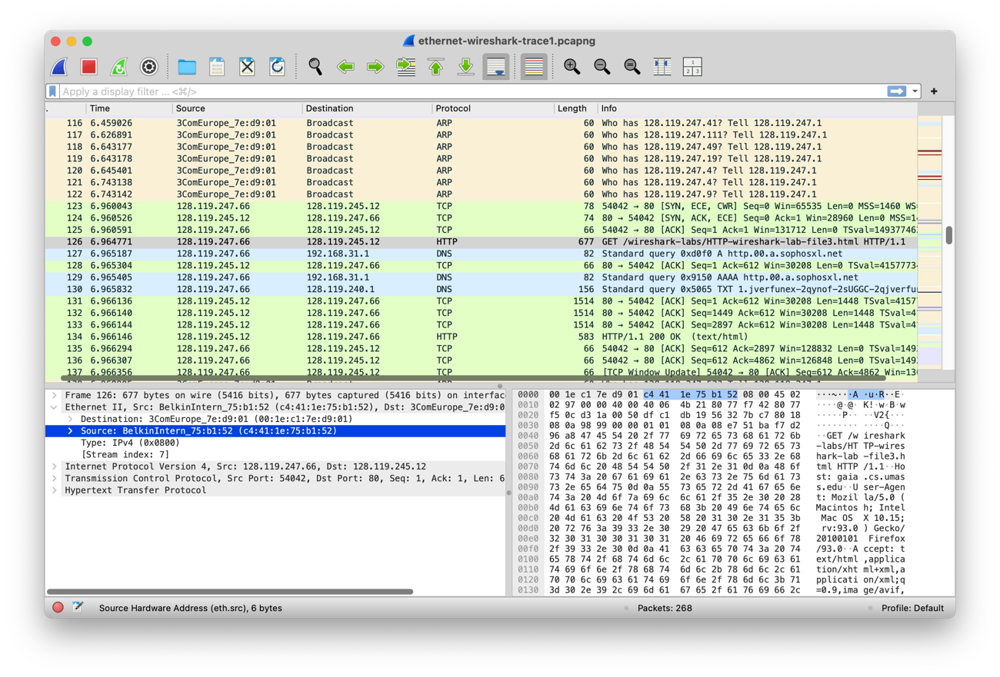 ethernet-wireshark-trace1.pcapng
Apply a display filter ... <⌘/>
. Time Source Destination Protocol Length Info
116 6.459026 3ComEurope_7e:d9:01 Broadcast ARP 60 Who has 128.119.247.41? Tell 128.119.247.1
117 6.626891 3ComEurope_7e:d9:01 Broadcast ARP 60 Who has 128.119.247.111? Tell 128.119.247.1
118 6.643177 3ComEurope_7e:d9:01 Broadcast ARP 60 Who has 128.119.247.49? Tell 128.119.247.1
119 6.643178 3ComEurope_7e:d9:01 Broadcast ARP 60 Who has 128.119.247.19? Tell 128.119.247.1
120 6.645401 3ComEurope_7e:d9:01 Broadcast ARP 60 Who has 128.119.247.4? Tell 128.119.247.1
121 6.743138 3ComEurope_7e:d9:01 Broadcast ARP 60 Who has 128.119.247.4? Tell 128.119.247.1
122 6.743142 3ComEurope_7e:d9:01 Broadcast ARP 60 Who has 128.119.247.9? Tell 128.119.247.1
123 6.960043 128.119.247.66 128.119.245.12 TCP 78 54042 → 80 [SYN, ECE, CWR] Seq=0 Win=65535 Len=0 MSS=1460 WS=
124 6.960526 128.119.245.12 128.119.247.66 TCP 74 80 → 54042 [SYN, ACK, ECE] Seq=0 Ack=1 Win=28960 Len=0 MSS=1
125 6.960591 128.119.247.66 128.119.245.12 TCP 66 54042 → 80 [ACK] Seq=1 Ack=1 Win=131712 Len=0 TSval=14937746
126 6.964771 128.119.247.66 128.119.245.12 HTTP 677 GET /wireshark-labs/HTTP-wireshark-lab-file3.html HTTP/1.1
127 6.965187 128.119.247.66 192.168.31.1 DNS 82 Standard query 0xd0f0 A http.00.a.sophosxl.net
128 6.965304 128.119.245.12 128.119.247.66 TCP 66 80 → 54042 [ACK] Seq=1 Ack=612 Win=30208 Len=0 TSval=4157773
129 6.965405 128.119.247.66 192.168.31.1 DNS 82 Standard query 0x9150 AAAA http.00.a.sophosxl.net
130 6.965832 128.119.247.66 128.119.240.1 DNS 156 Standard query 0x5065 TXT 1.jverfunex-2qynof-2sUGGC-2qjverfu
131 6.966136 128.119.245.12 128.119.247.66 TCP 1514 80 → 54042 [ACK] Seq=1 Ack=612 Win=30208 Len=1448 TSval=4157
132 6.966140 128.119.245.12 128.119.247.66 TCP 1514 80 → 54042 [ACK] Seq=1449 Ack=612 Win=30208 Len=1448 TSval=4
133 6.966144 128.119.245.12 128.119.247.66 TCP 1514 80 → 54042 [ACK] Seq=2897 Ack=612 Win=30208 Len=1448 TSval=4
134 6.966146 128.119.245.12 128.119.247.66 HTTP 583 HTTP/1.1 200 OK (text/html)
135 6.966294 128.119.247.66 128.119.245.12 TCP 66 54042 → 80 [ACK] Seq=612 Ack=2897 Win=128832 Len=0 TSval=149
136 6.966307 128.119.247.66 128.119.245.12 TCP 66 54042 → 80 [ACK] Seq=612 Ack=4862 Win=126848 Len=0 TSval=149
137 6.966356 128.119.247.66 128.119.245.12 TCP 66 [TCP Window Update] 54042 → 80 [ACK] Seq=612 Ack=4862 Win=13
Frame 126: 677 bytes on wire (5416 bits), 677 bytes captured (5416 bits) on interfac
Ethernet II, Src: BelkinIntern_75:b1:52 (c4:41:1e:75:b1:52), Dst: 3ComEurope_7e:d9:0
Destination: 3ComEurope_7e:d9:01 (00:1e:c1:7e:d9:01)
Source: BelkinIntern_75:b1:52 (c4:41:1e:75:b1:52)
Type: IPv4 (0x0800)
[Stream index: 7]
Internet Protocol Version 4, Src: 128.119.247.66, Dst: 128.119.245.12
Transmission Control Protocol, Src Port: 54042, Dst Port: 80, Seq: 1, Ack: 1, Len: 6
Hypertext Transfer Protocol
0000 00 1e c1 7e d9 01 c4 41 1e 75 b1 52 08 00 45 02 ···~···A ·u·R··E·
0010 02 97 00 00 40 00 40 06 4b 21 80 77 f7 42 80 77 ····@·@· K!·w·B·w
0020 f5 0c d3 1a 00 50 df c1 db 19 56 32 7b c7 80 18 ·····P·· ··V2{···
0030 08 0a 98 99 00 00 01 01 08 0a 08 e7 51 ba f7 d2 ········ ····Q···
0040 96 a8 47 45 54 20 2f 77 69 72 65 73 68 61 72 6b ··GET /w ireshark
0050 2d 6c 61 62 73 2f 48 54 54 50 2d 77 69 72 65 73 -labs/HT TP-wires
0060 68 61 72 6b 2d 6c 61 62 2d 66 69 6c 65 33 2e 68 hark-lab -file3.h
0070 74 6d 6c 20 48 54 54 50 2f 31 2e 31 0d 0a 48 6f tml HTTP /1.1··Ho
0080 73 74 3a 20 67 61 69 61 2e 63 73 2e 75 6d 61 73 st: gaia .cs.umas
0090 73 2e 65 64 75 0d 0a 55 73 65 72 2d 41 67 65 6e s.edu··U ser-Agen
00a0 74 3a 20 4d 6f 7a 69 6c 6c 61 2f 35 2e 30 20 28 t: Mozil la/5.0 (
00b0 4d 61 63 69 6e 74 6f 73 68 3b 20 49 6e 74 65 6c Macintos h; Intel
00c0 20 4d 61 63 20 4f 53 20 58 20 31 30 2e 31 35 3b Mac OS X 10.15;
00d0 20 72 76 3a 39 33 2e 30 29 20 47 65 63 6b 6f 2f rv:93.0 ) Gecko/
00e0 32 30 31 30 30 31 30 31 20 46 69 72 65 66 6f 78 20100101 Firefox
00f0 2f 39 33 2e 30 0d 0a 41 63 63 65 70 74 3a 20 74 /93.0··A ccept: t
0100 65 78 74 2f 68 74 6d 6c 2c 61 70 70 6c 69 63 61 ext/html ,applica
0110 74 69 6f 6e 2f 78 68 74 6d 6c 2b 78 6d 6c 2c 61 tion/xht ml+xml,a
0120 70 70 6c 69 63 61 74 69 6f 6e 2f 78 6d 6c 3b 71 pplicati on/xml;q
0130 3d 30 2e 39 2c 69 6d 61 67 65 2f 61 76 69 66 2c =0.9,ima ge/avif,
Source Hardware Address (eth.src), 6 bytes Packets: 268 Profile: Default